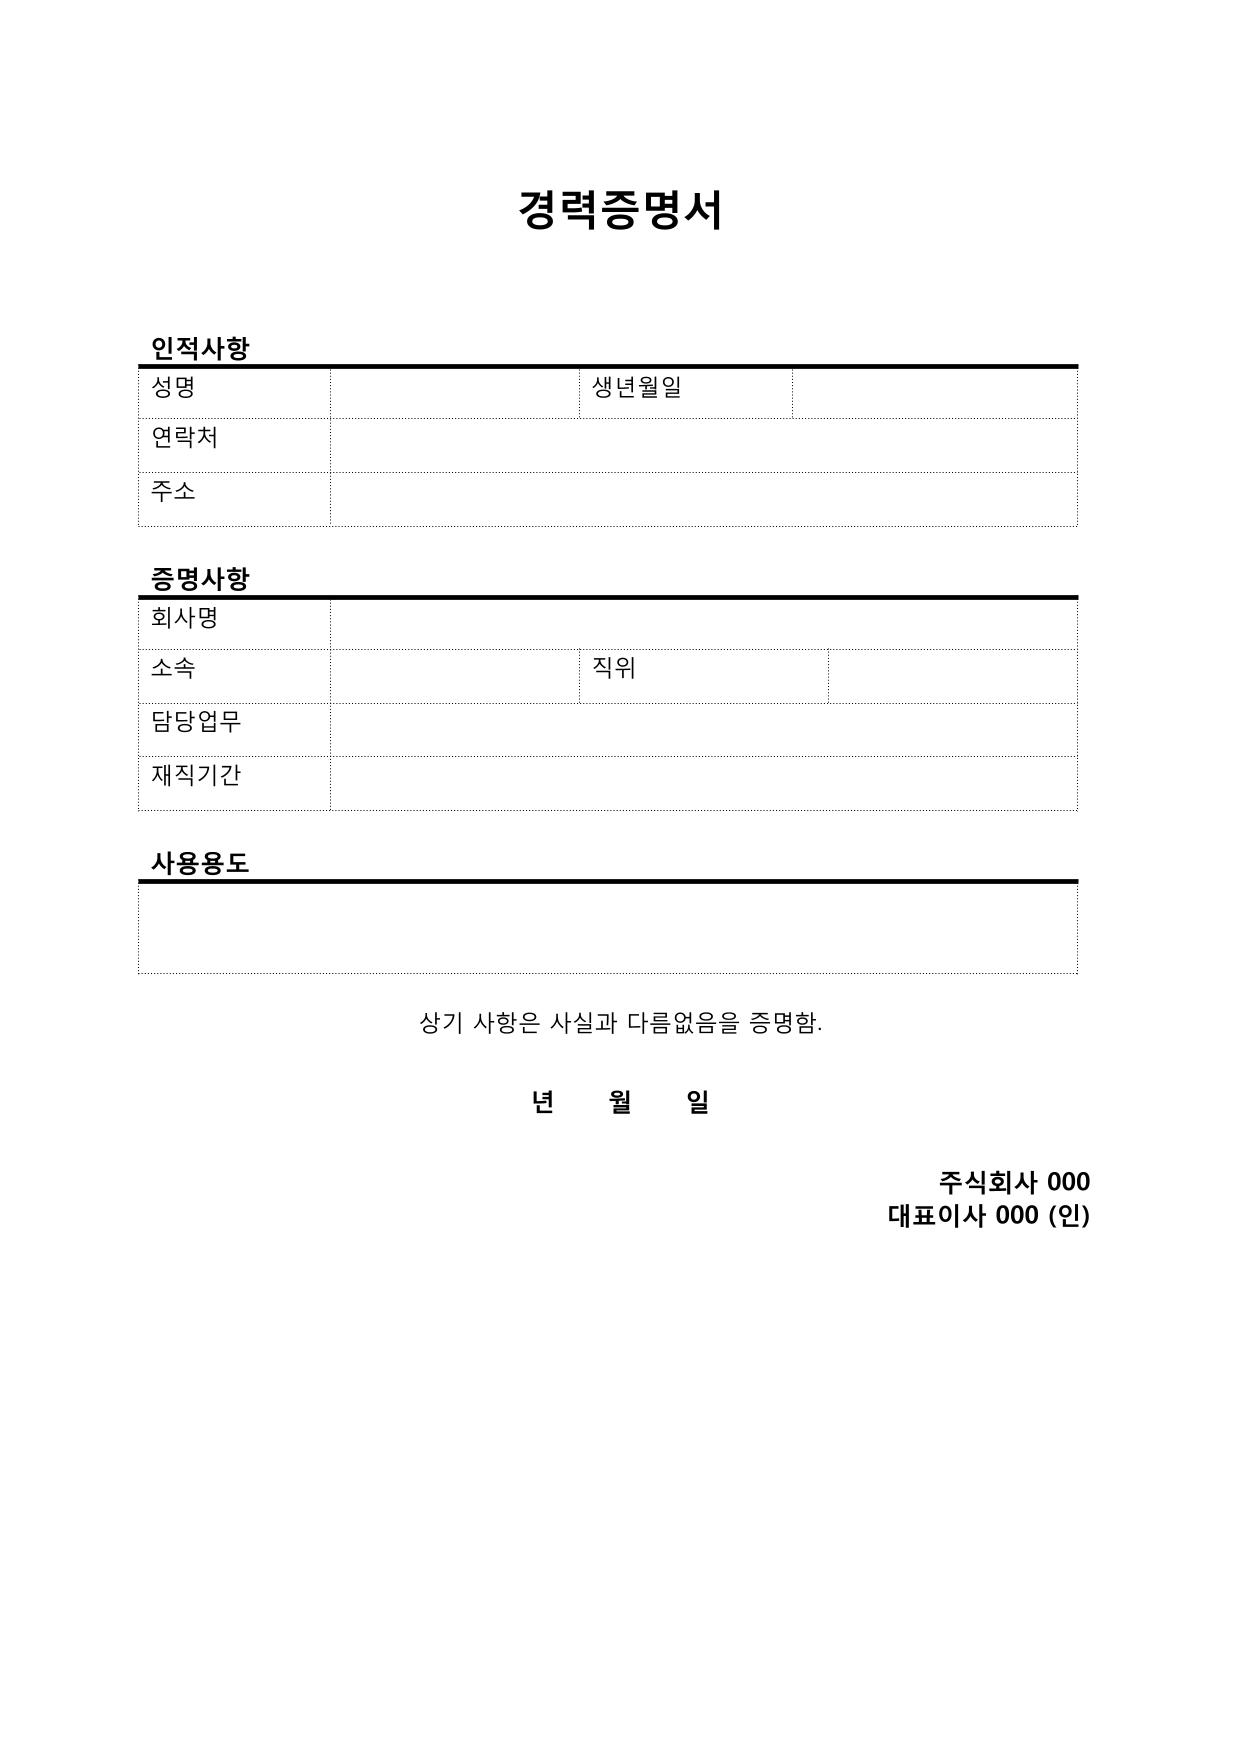 경력증명서
인적사항
성명 생년월일
연락처
주소
증명사항
회사명
소속 직위
담당업무
재직기간
사용용도
상기 사항은 사실과 다름없음을 증명함.
년 월 일
주식회사 000
대표이사 000 (인)